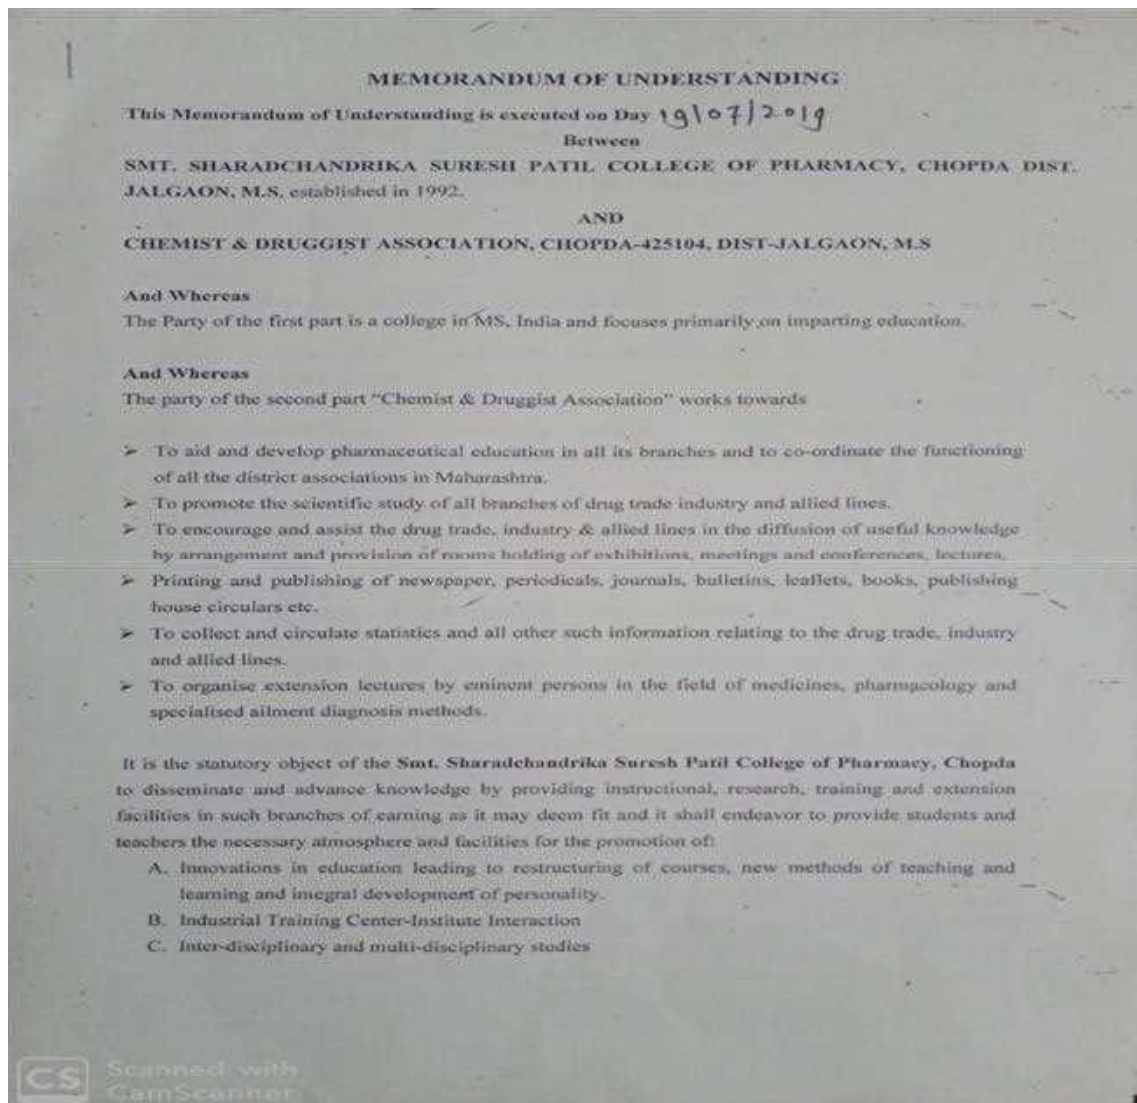 1
MEMORANDUM OF UNDERSTANDING
This Memorandum of Understanding is executed on Day 19/07/2019
Between
SMT. SHARADCHANDRIKA SURESH PATIL COLLEGE OF PHARMACY, CHOPDA DIST.
JALGAON, M.S, established in 1992.
AND
CHEMIST & DRUGGIST ASSOCIATION, CHOPDA-425104, DIST-JALGAON, M.S
And Whereas
The Party of the first part is a college in MS, India and focuses primarily on imparting education.
And Whereas
The party of the second part "Chemist & Druggist Association" works towards
➢ To aid and develop pharmaceutical education in all its branches and to co-ordinate the functioning
of all the district associations in Maharashtra.
➢ To promote the scientific study of all branches of drug trade industry and allied lines.
➢ To encourage and assist the drug trade, industry & allied lines in the diffusion of useful knowledge
by arrangement and provision of rooms holding of exhibitions, meetings and conferences, lectures,
➢ Printing and publishing of newspaper, periodicals, journals, bulletins, leaflets, books, publishing
house circulars etc.
➢ To collect and circulate statistics and all other such information relating to the drug trade, industry
and allied lines.
➢ To organise extension lectures by eminent persons in the field of medicines, pharmacology and
specialised ailment diagnosis methods.
It is the statutory object of the Smt. Sharadchandrika Suresh Patil College of Pharmacy, Chopda
to disseminate and advance knowledge by providing instructional, research, training and extension
facilities in such branches of earning as it may deem fit and it shall endeavor to provide students and
teachers the necessary atmosphere and facilities for the promotion of:
A. Innovations in education leading to restructuring of courses, new methods of teaching and
learning and integral development of personality.
B. Industrial Training Center-Institute Interaction
C. Inter-disciplinary and multi-disciplinary studies
CS Scanned with
CamScanner